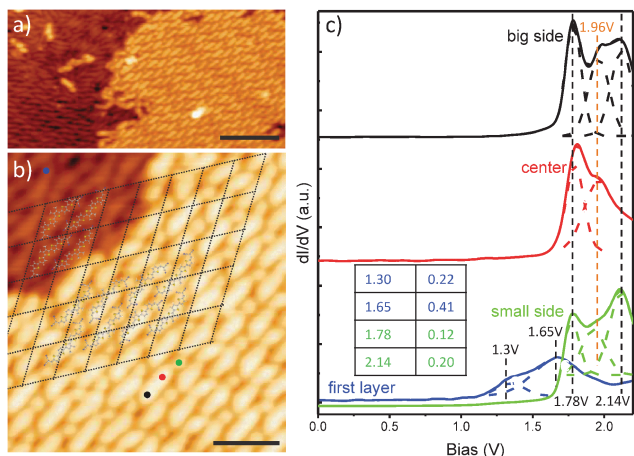 a)
b)
c)
big side
1.96V
center
1.30 0.22
1.65 0.41
1.78 0.12
2.14 0.20
small side
1.65V
1.3V
first layer
1.78V 2.14V
0.0 0.5 1.0 1.5 2.0
Bias (V)
dI/dV (a.u.)